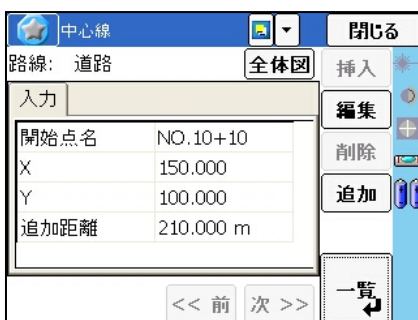 中心線
閉じる
路線: 道路
全体図
挿入
入力
編集
開始点名 NO.10+10
削除
X 150.000
Y 100.000
追加
追加距離 210.000 m
<< 前 次 >>
一覧